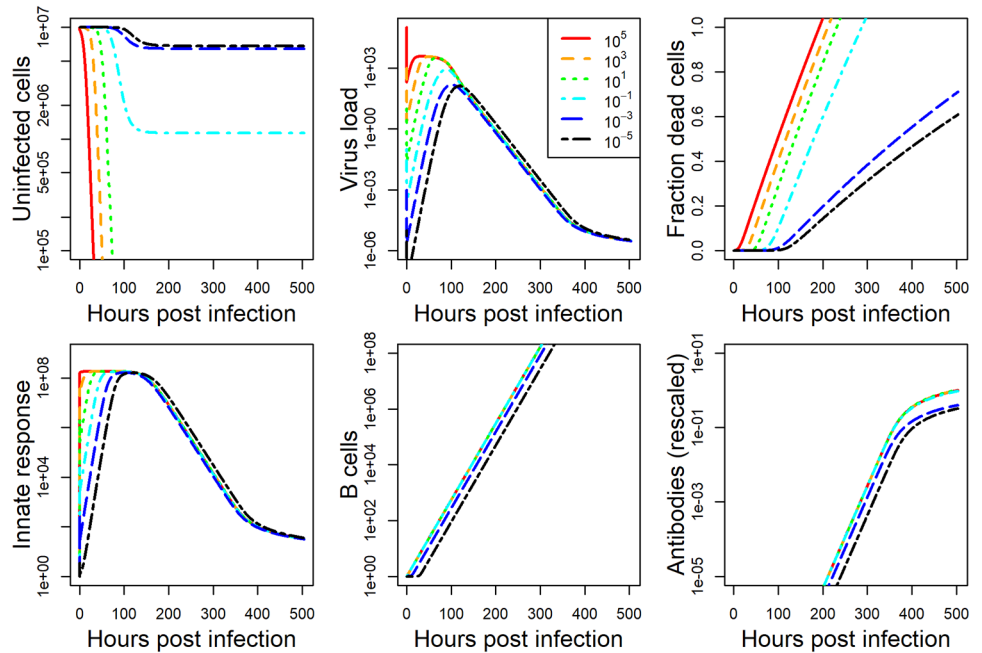 Uninfected cells
1e+07
2e+06
5e+05
1e+05
0 100 200 300 400 500
Hours post infection
Virus load
1e+03
1e+00
1e-03
1e-06
0 100 200 300 400 500
Hours post infection
10^5
10^3
10^1
10^-1
10^-3
10^-5
Fraction dead cells
1.0
0.8
0.6
0.4
0.2
0.0
0 100 200 300 400 500
Hours post infection
Innate response
1e+08
1e+04
1e+00
0 100 200 300 400 500
Hours post infection
B cells
1e+08
1e+06
1e+04
1e+02
1e+00
0 100 200 300 400 500
Hours post infection
Antibodies (rescaled)
1e+01
1e-01
1e-03
1e-05
0 100 200 300 400 500
Hours post infection